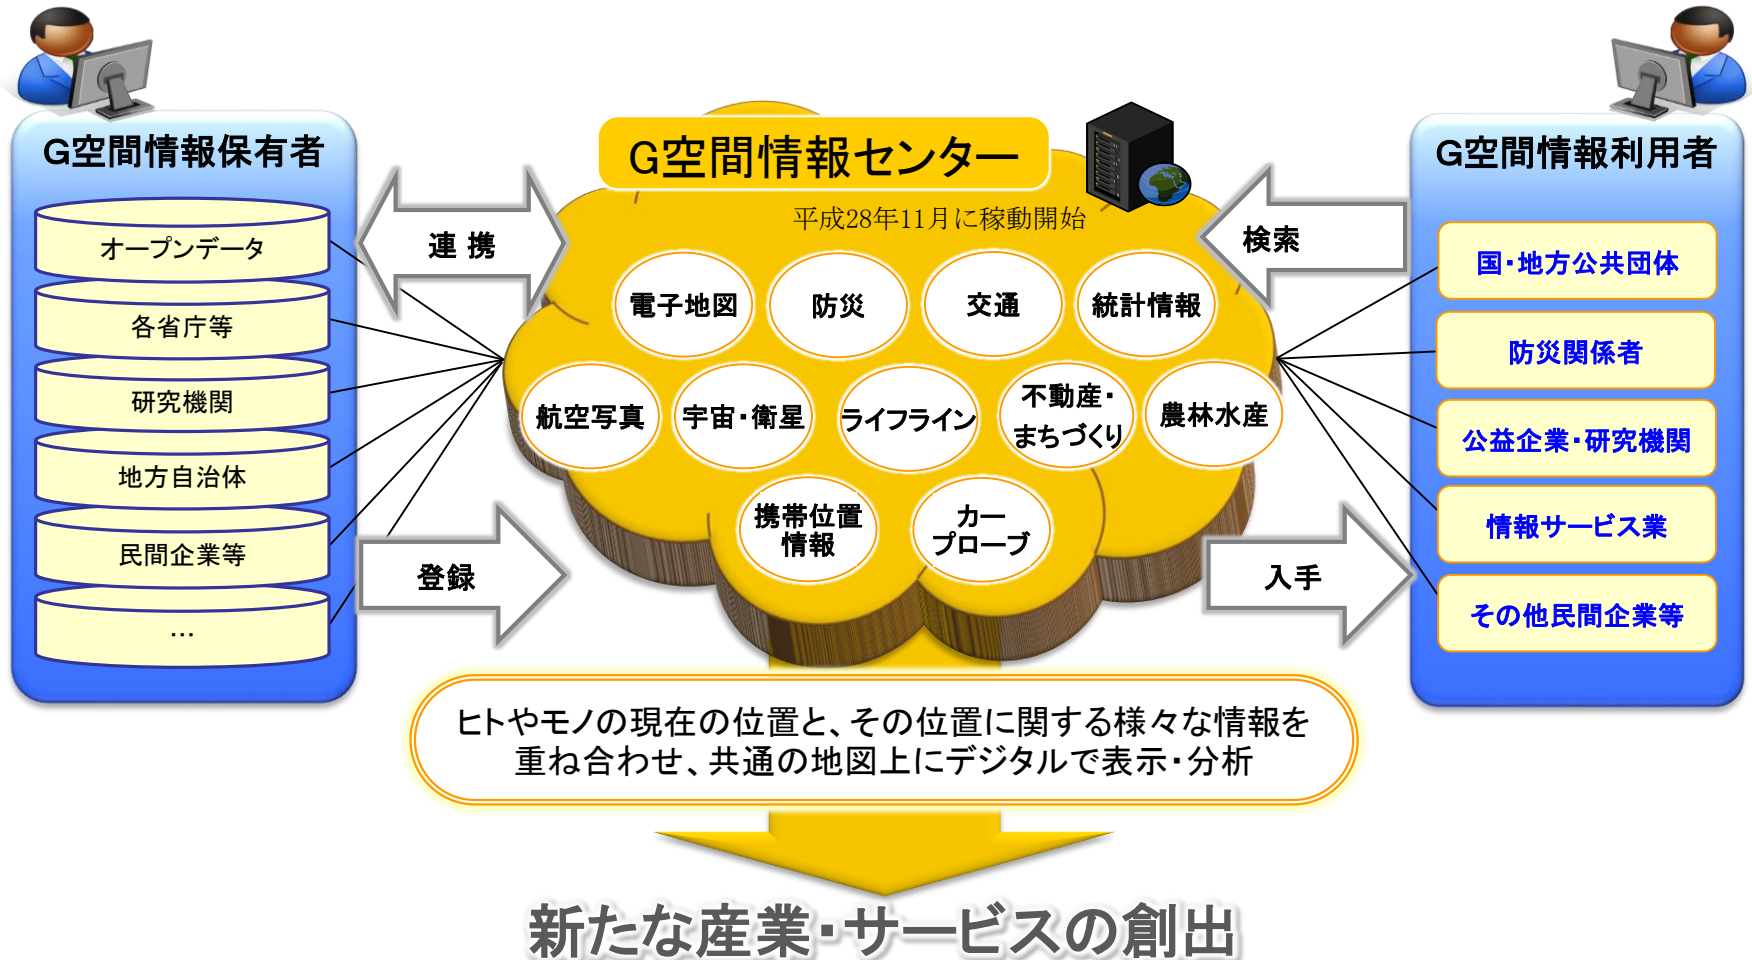 G空間情報保有者
オープンデータ
各省庁等
研究機関
地方自治体
民間企業等
…
連 携
登録
G空間情報センター
平成28年11月に稼動開始
電子地図
防災
交通
統計情報
航空写真
宇宙・衛星
ライフライン
不動産・
まちづくり
農林水産
携帯位置
情報
カー
プローブ
検索
入手
G空間情報利用者
国・地方公共団体
防災関係者
公益企業・研究機関
情報サービス業
その他民間企業等
ヒトやモノの現在の位置と、その位置に関する様々な情報を
重ね合わせ、共通の地図上にデジタルで表示・分析
新たな産業・サービスの創出